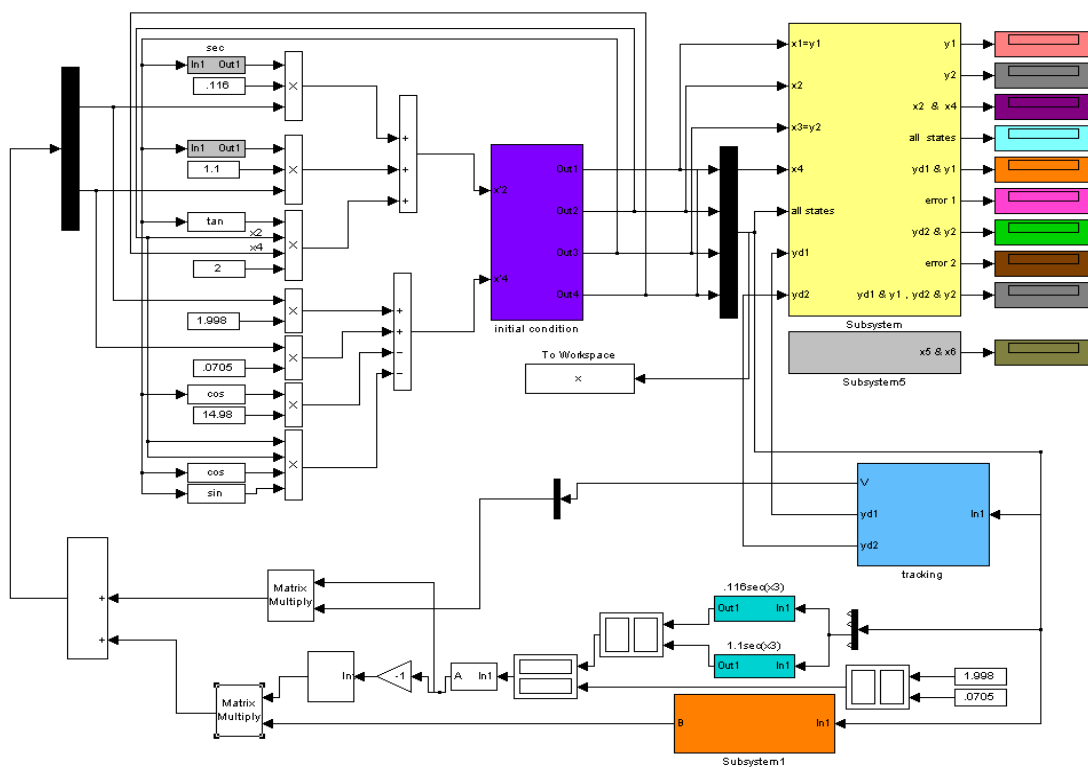 sec
In1 Out1
.116
×
In1 Out1
1.1
×
tan
x2
x4
×
2
1.998
×
.0705
×
cos
14.98
×
cos
sin
×
+
+
+
+
+
−
−
x'2
x'4
Out1
Out2
Out3
Out4
initial condition
To Workspace
×
x1=y1
x2
x3=y2
x4
all states
yd1
yd2
y1
y2
x2 & x4
all states
yd1 & y1
error 1
yd2 & y2
error 2
yd1 & y1 , yd2 & y2
Subsystem
x5 & x6
Subsystem5
V
yd1
yd2
In1
tracking
+
+
Matrix
Multiply
.116sec(x3)
Out1 In1
1.1sec(x3)
Out1 In1
A In1
-1
In
Matrix
Multiply
1.998
.0705
B In1
Subsystem1